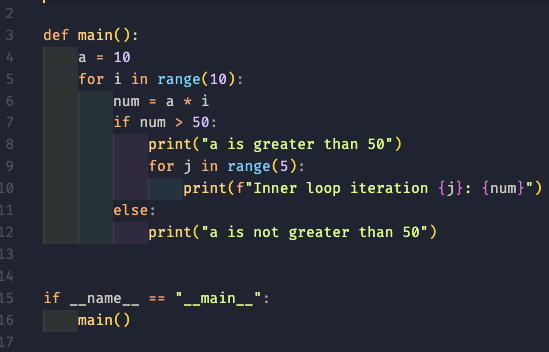 2
3 def main():
4     a = 10
5     for i in range(10):
6         num = a * i
7         if num > 50:
8             print("a is greater than 50")
9             for j in range(5):
10                 print(f"Inner loop iteration {j}: {num}")
11         else:
12             print("a is not greater than 50")
13
14
15 if __name__ == "__main__":
16     main()
17